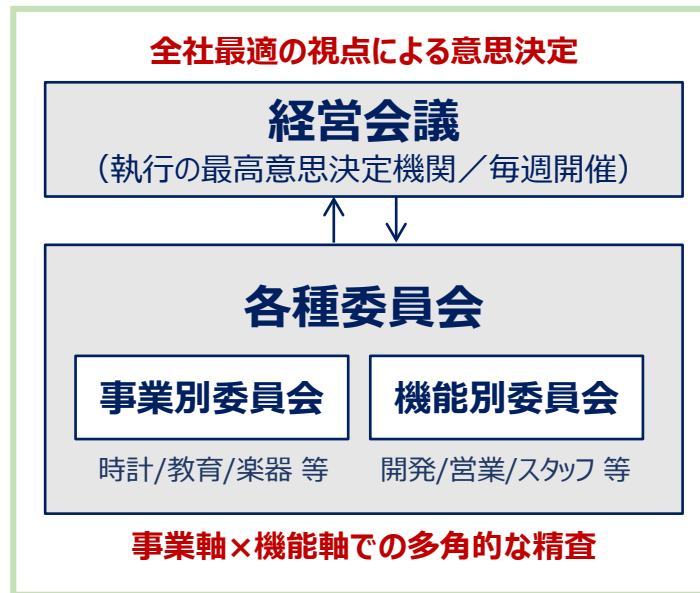 全社最適の視点による意思決定
経営会議
（執行の最高意思決定機関／毎週開催）
各種委員会
事業別委員会
機能別委員会
時計/教育/楽器 等
開発/営業/スタッフ 等
事業軸×機能軸での多角的な精査